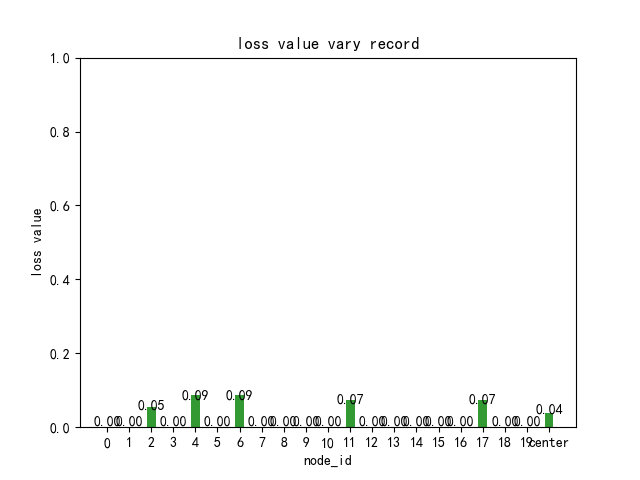 loss value vary record
1.0
0.8
0.6
0.4
0.2
0.0
loss value
0.00 0.00 0.05 0.00 0.09 0.00 0.09 0.00 0.00 0.00 0.00 0.07 0.00 0.00 0.00 0.00 0.00 0.07 0.00 0.00 0.04
0 1 2 3 4 5 6 7 8 9 10 11 12 13 14 15 16 17 18 19 center
node_id